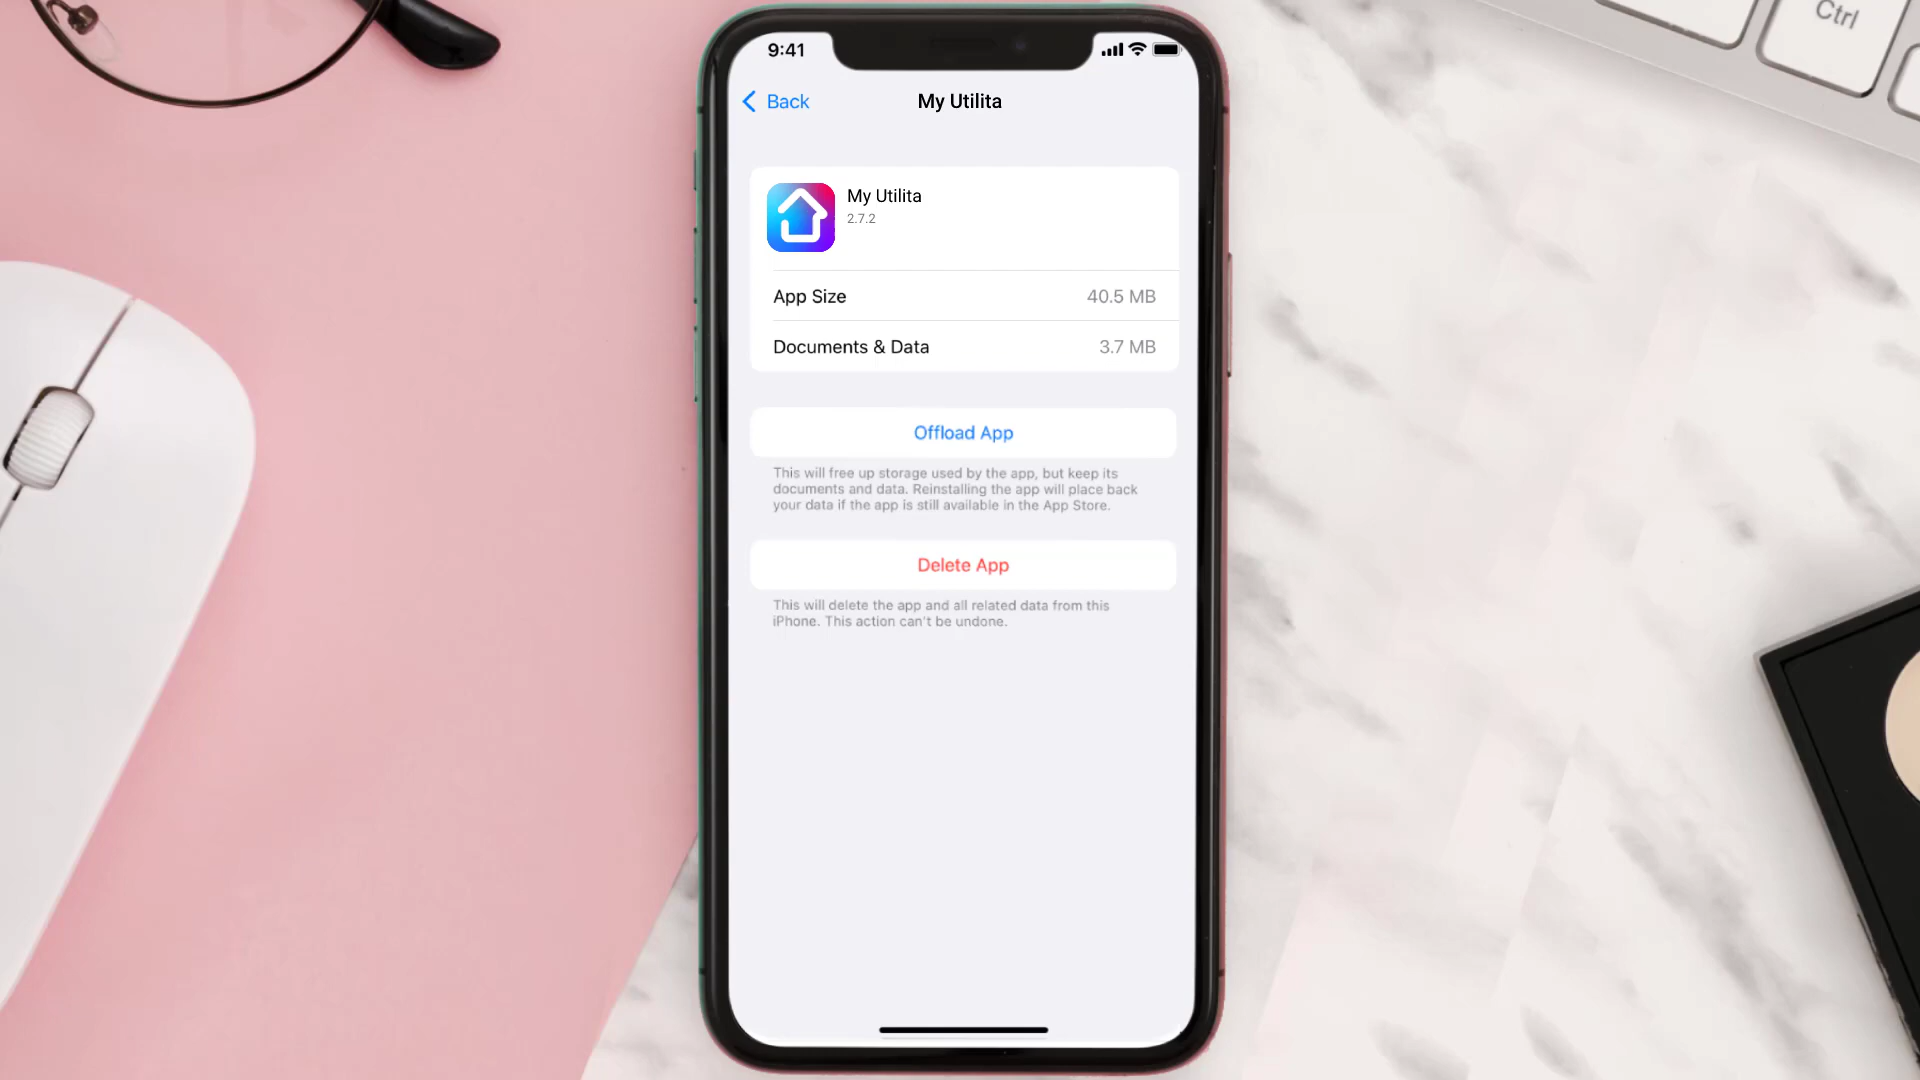 Ctrl
9:41
Back
My Utilita
My Utilita
2.7.2
App Size 40.5 MB
Documents & Data 3.7 MB
Offload App
This will free up storage used by the app, but keep its
documents and data. Reinstalling the app will place back
your data if the app is still available in the App Store.
Delete App
This will delete the app and all related data from this
iPhone. This action can't be undone.